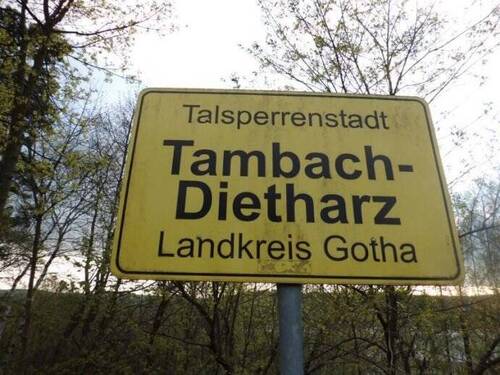 Talsperrenstadt
Tambach-
Dietharz
Landkreis Gotha